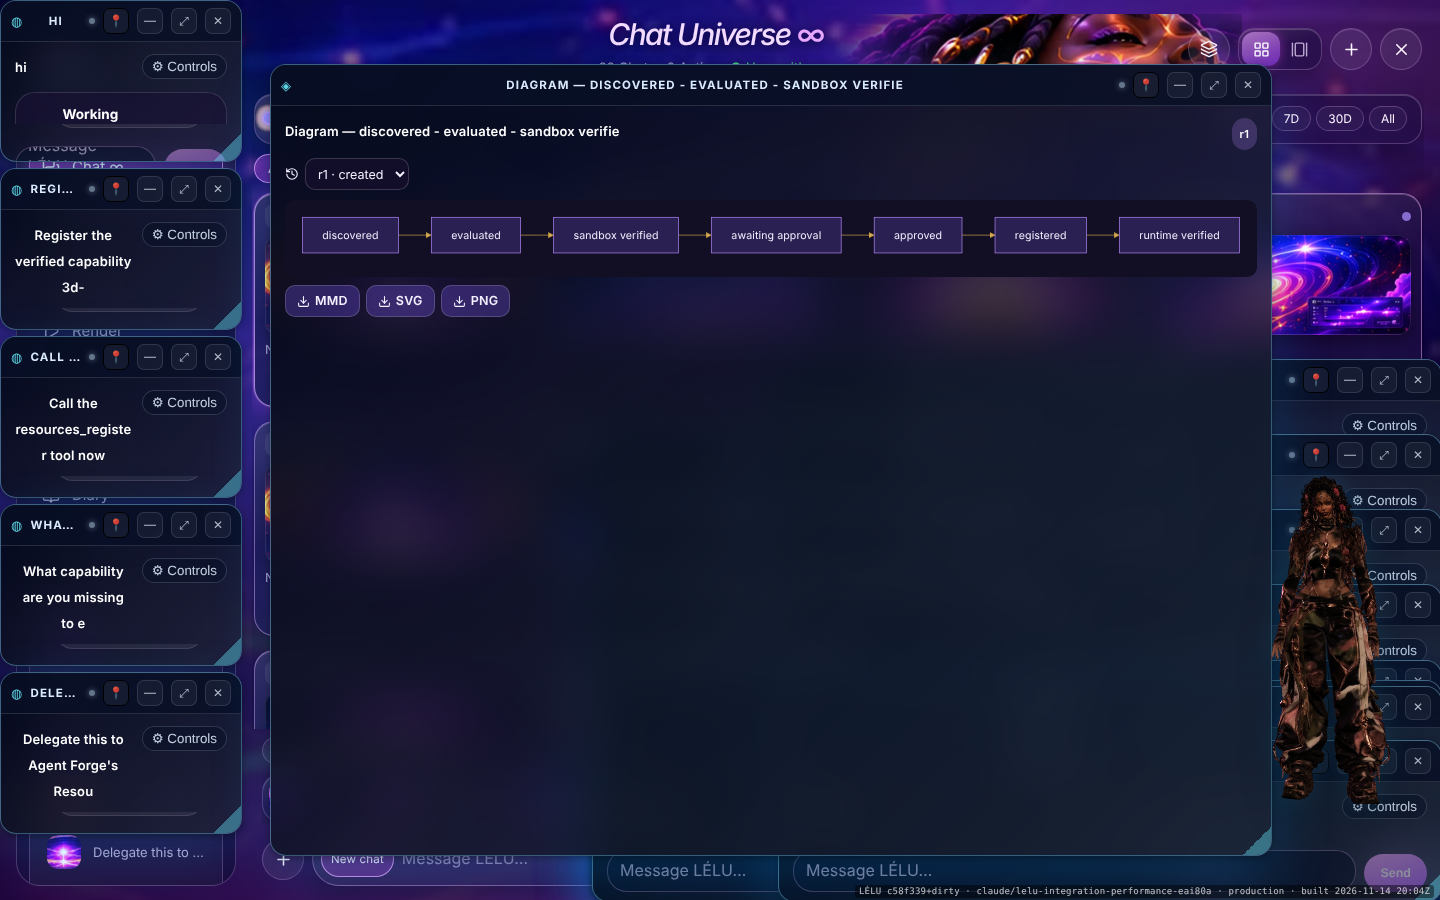 HI
hi
Controls
Working
Chat ∞
REGI...
Register the
verified capability
3d-
Controls
Render
CALL ...
Call the
resources_registe
r tool now
Controls
Diary
WHA...
What capability
are you missing
to e
Controls
DELE...
Delegate this to
Agent Forge's
Resou
Controls
Delegate this to ...
Chat Universe ∞
DIAGRAM — DISCOVERED - EVALUATED - SANDBOX VERIFIE
Diagram — discovered - evaluated - sandbox verifie
r1
r1 · created
discovered
evaluated
sandbox verified
awaiting approval
approved
registered
runtime verified
MMD
SVG
PNG
7D
30D
All
Controls
Controls
Controls
Controls
Controls
New chat
Message LÉLU...
Message LÉLU...
Message LÉLU...
Send
LÉLU c58f339+dirty · claude/lelu-integration-performance-eai80a · production · built 2026-11-14 20:04Z